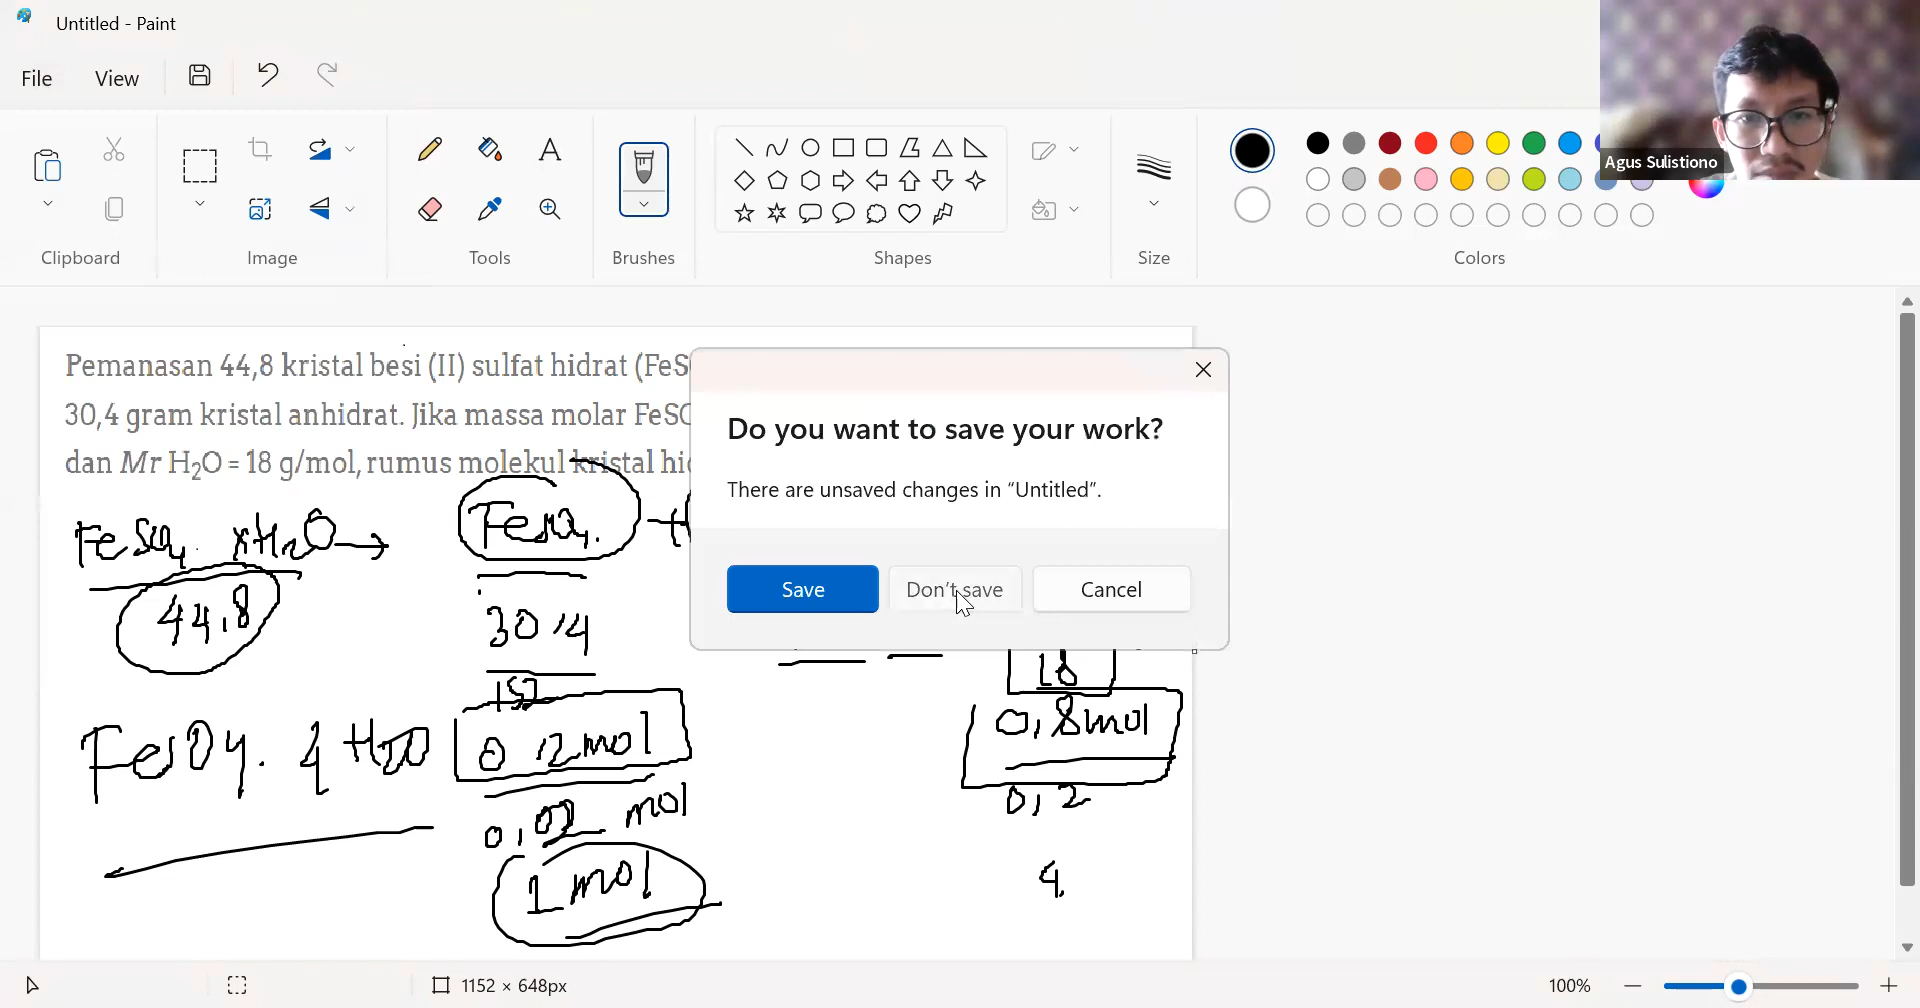 Untitled - Paint
File View
Agus Sulistiono
Clipboard Image Tools Brushes Shapes Size Colors
Pemanasan 44,8 kristal besi (II) sulfat hidrat (FeS
30,4 gram kristal anhidrat. Jika massa molar FeSO
dan Mr H₂O = 18 g/mol, rumus molekul kristal hi
Do you want to save your work?
There are unsaved changes in “Untitled”.
Save Don't save Cancel
FeSO4. xH2O → FeSO4. +
44,8
30,4
152
18
FeSO4. 4 H2O
0,2 mol
0,8 mol
0,2
mol
1 mol
4
1152 × 648px
100%